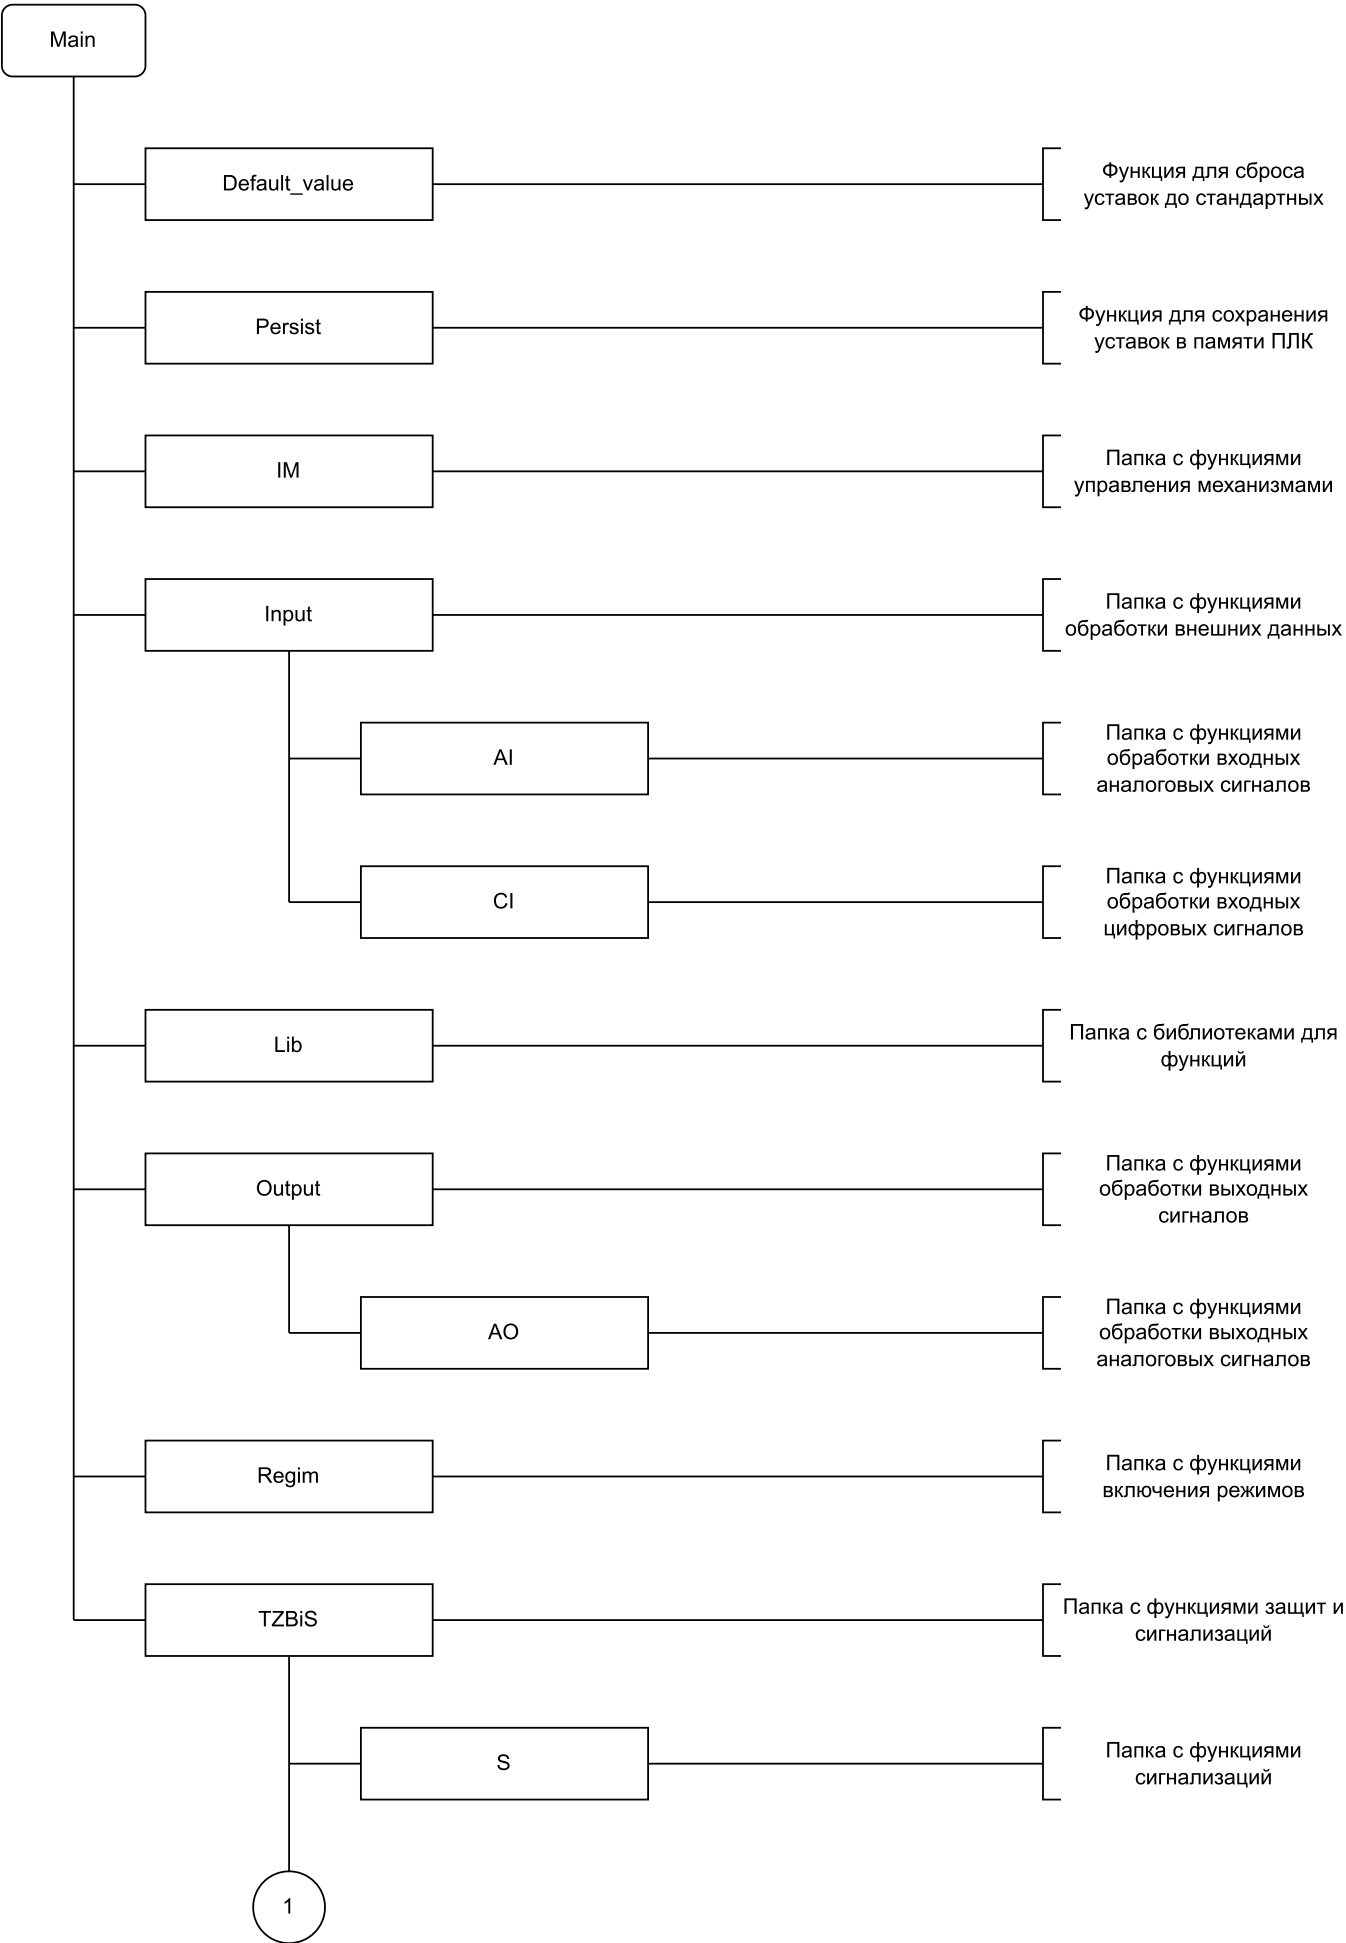 Main
Default_value
Функция для сброса
уставок до стандартных
Persist
Функция для сохранения
уставок в памяти ПЛК
IM
Папка с функциями
управления механизмами
Input
Папка с функциями
обработки внешних данных
AI
Папка с функциями
обработки входных
аналоговых сигналов
CI
Папка с функциями
обработки входных
цифровых сигналов
Lib
Папка с библиотеками для
функций
Output
Папка с функциями
обработки выходных
сигналов
AO
Папка с функциями
обработки выходных
аналоговых сигналов
Regim
Папка с функциями
включения режимов
TZBiS
Папка с функциями защит и
сигнализаций
S
Папка с функциями
сигнализаций
1